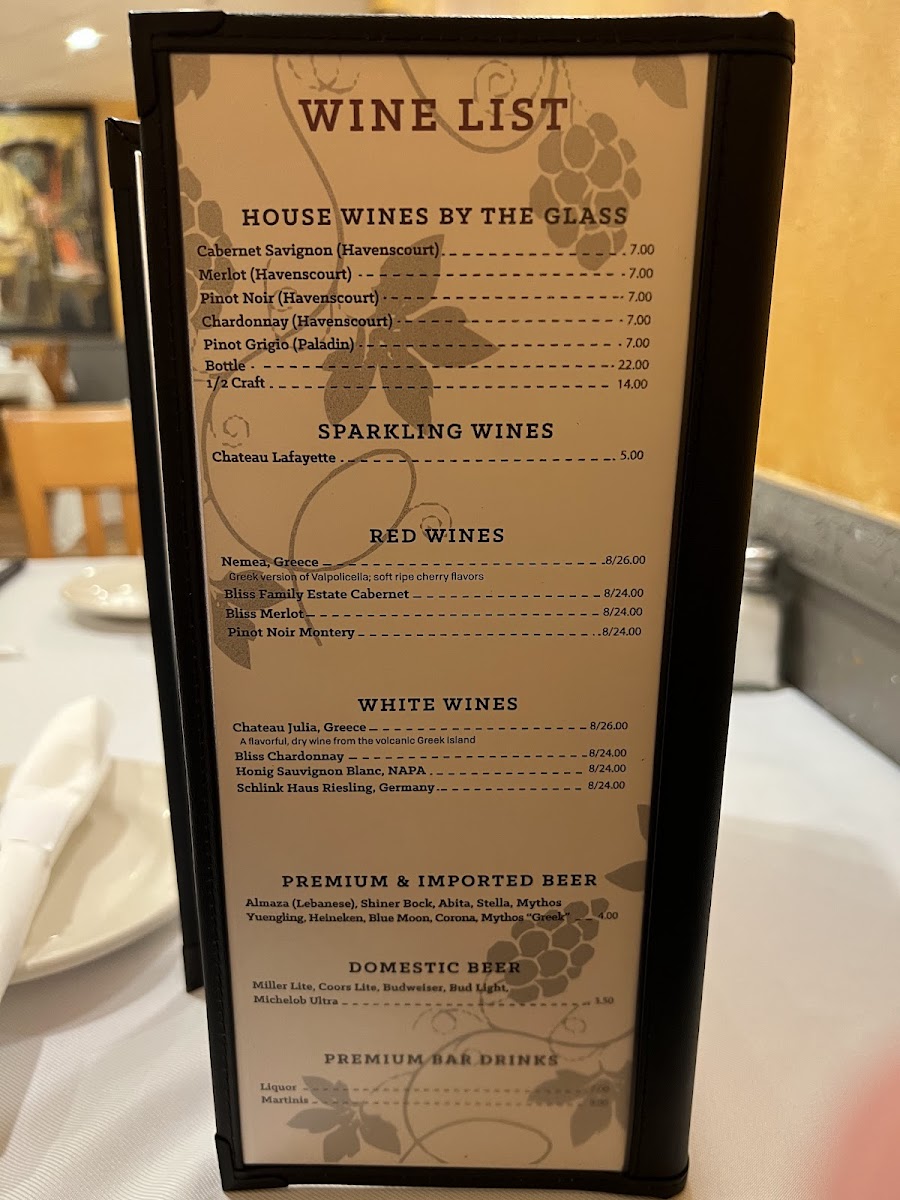 WINE LIST
HOUSE WINES BY THE GLASS
Cabernet Savignon (Havenscourt) 7.00
Merlot (Havenscourt) 7.00
Pinot Noir (Havenscourt) 7.00
Chardonnay (Havenscourt) 7.00
Pinot Grigio (Paladin) 7.00
Bottle 22.00
1/2 Craft 14.00
SPARKLING WINES
Chateau Lafayette 5.00
RED WINES
Nemea, Greece 8/26.00
Greek version of Valpolicella; soft ripe cherry flavors
Bliss Family Estate Cabernet 8/24.00
Bliss Merlot 8/24.00
Pinot Noir Montery 8/24.00
WHITE WINES
Chateau Julia, Greece 8/26.00
A flavorful, dry wine from the volcanic Greek island
Bliss Chardonnay 8/24.00
Honig Sauvignon Blanc, NAPA 8/24.00
Schlink Haus Riesling, Germany 8/24.00
PREMIUM & IMPORTED BEER
Almaza (Lebanese), Shiner Bock, Abita, Stella, Mythos
Yuengling, Heineken, Blue Moon, Corona, Mythos "Greek" 4.00
DOMESTIC BEER
Miller Lite, Coors Lite, Budweiser, Bud Light,
Michelob Ultra 3.50
PREMIUM BAR DRINKS
Liquor
Martinis